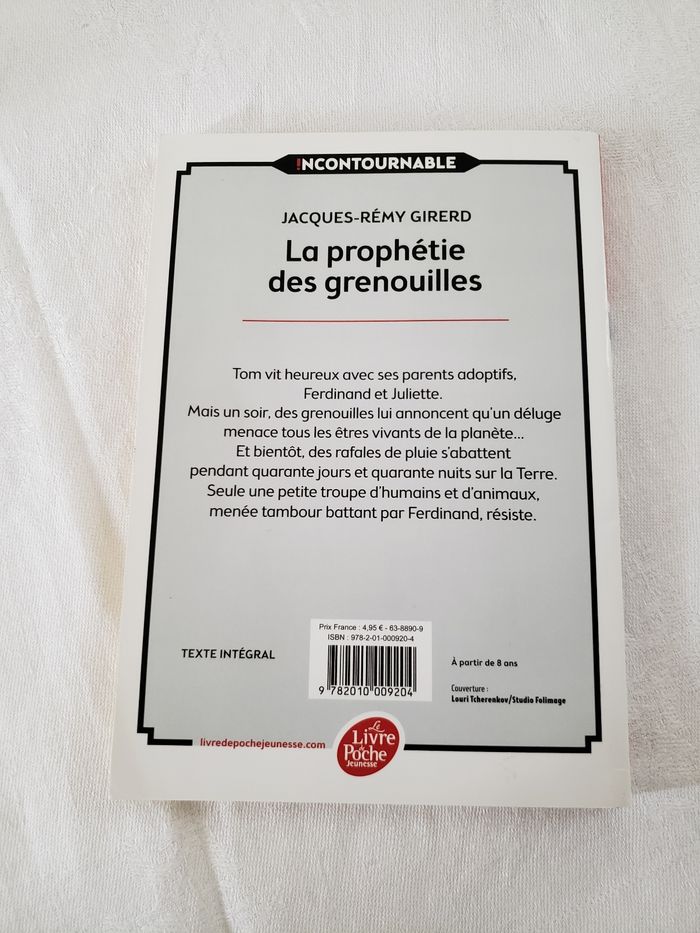 INCONTOURNABLE
JACQUES-RÉMY GIRERD
La prophétie
des grenouilles
Tom vit heureux avec ses parents adoptifs,
Ferdinand et Juliette.
Mais un soir, des grenouilles lui annoncent qu'un déluge
menace tous les êtres vivants de la planète...
Et bientôt, des rafales de pluie s'abattent
pendant quarante jours et quarante nuits sur la Terre.
Seule une petite troupe d'humains et d'animaux,
menée tambour battant par Ferdinand, résiste.
Prix France : 4,95 € - 63-8890-9
ISBN : 978-2-01-000920-4
9 782010 009204
TEXTE INTÉGRAL
À partir de 8 ans
Couverture :
Louri Tcherenkov/Studio Folimage
livredepochejeunesse.com
Le
Livre
de
Poche
Jeunesse